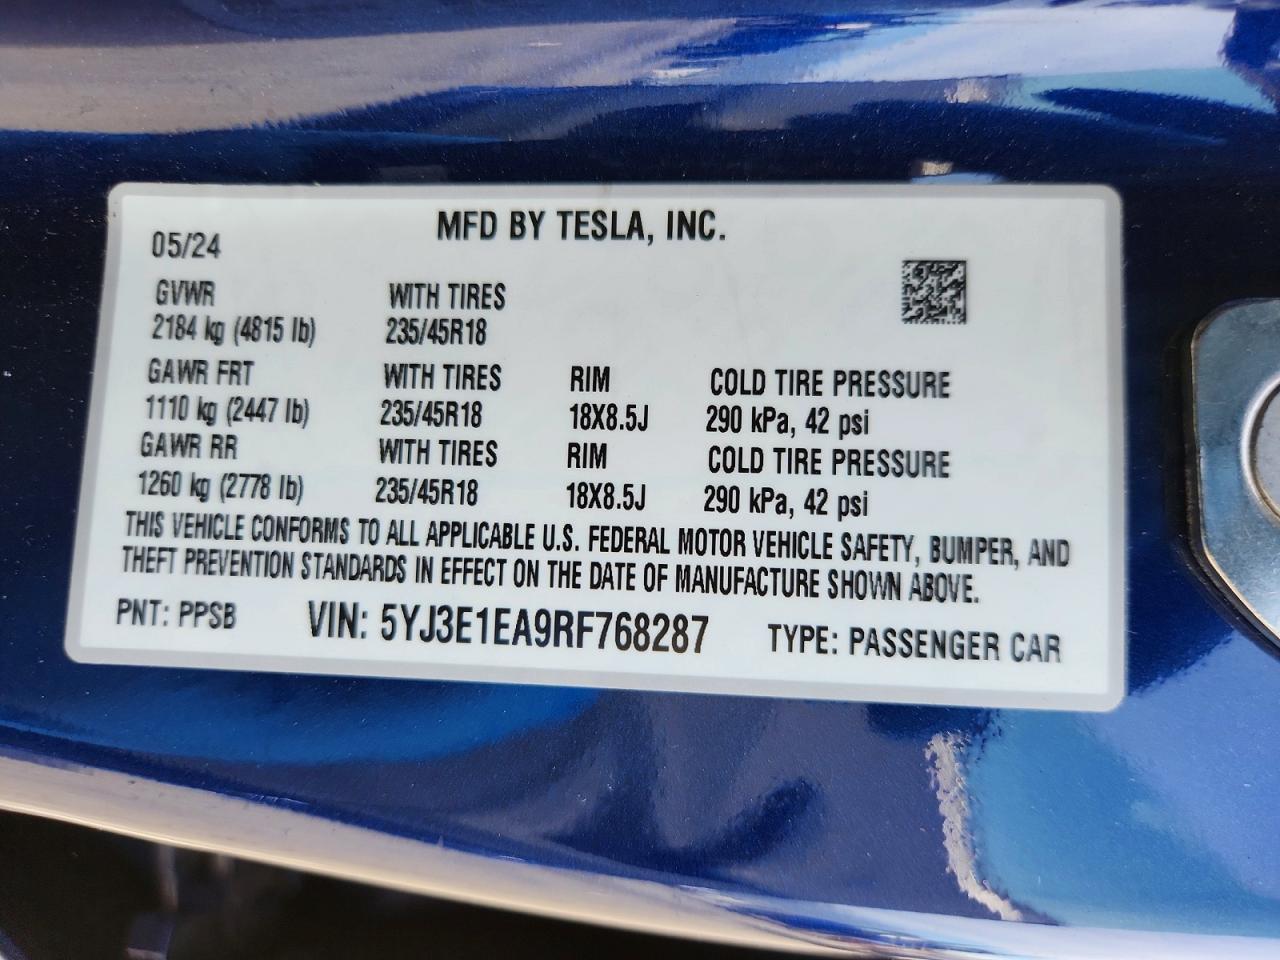 MFD BY TESLA, INC.
05/24
GVWR WITH TIRES
2184 kg (4815 lb) 235/45R18
GAWR FRT WITH TIRES RIM COLD TIRE PRESSURE
1110 kg (2447 lb) 235/45R18 18X8.5J 290 kPa, 42 psi
GAWR RR WITH TIRES RIM COLD TIRE PRESSURE
1260 kg (2778 lb) 235/45R18 18X8.5J 290 kPa, 42 psi
THIS VEHICLE CONFORMS TO ALL APPLICABLE U.S. FEDERAL MOTOR VEHICLE SAFETY, BUMPER, AND
THEFT PREVENTION STANDARDS IN EFFECT ON THE DATE OF MANUFACTURE SHOWN ABOVE.
PNT: PPSB VIN: 5YJ3E1EA9RF768287 TYPE: PASSENGER CAR